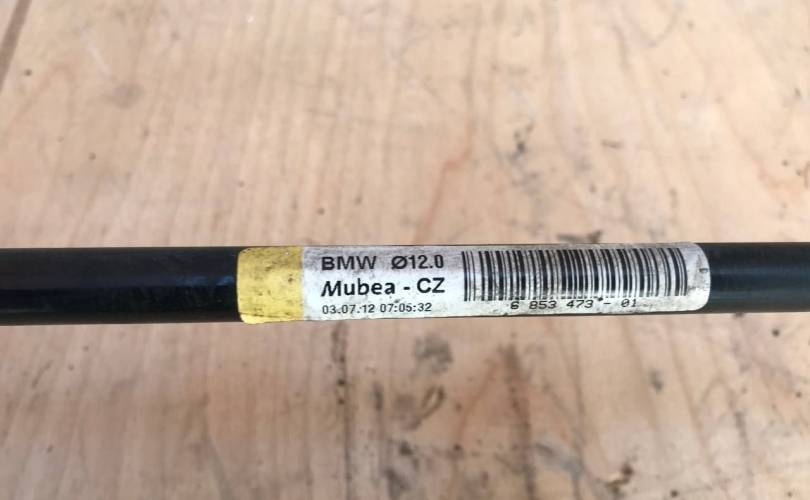 BMW Ø12.0
Mubea - CZ
03.07.12 07:05:32
6 853 473 - 01